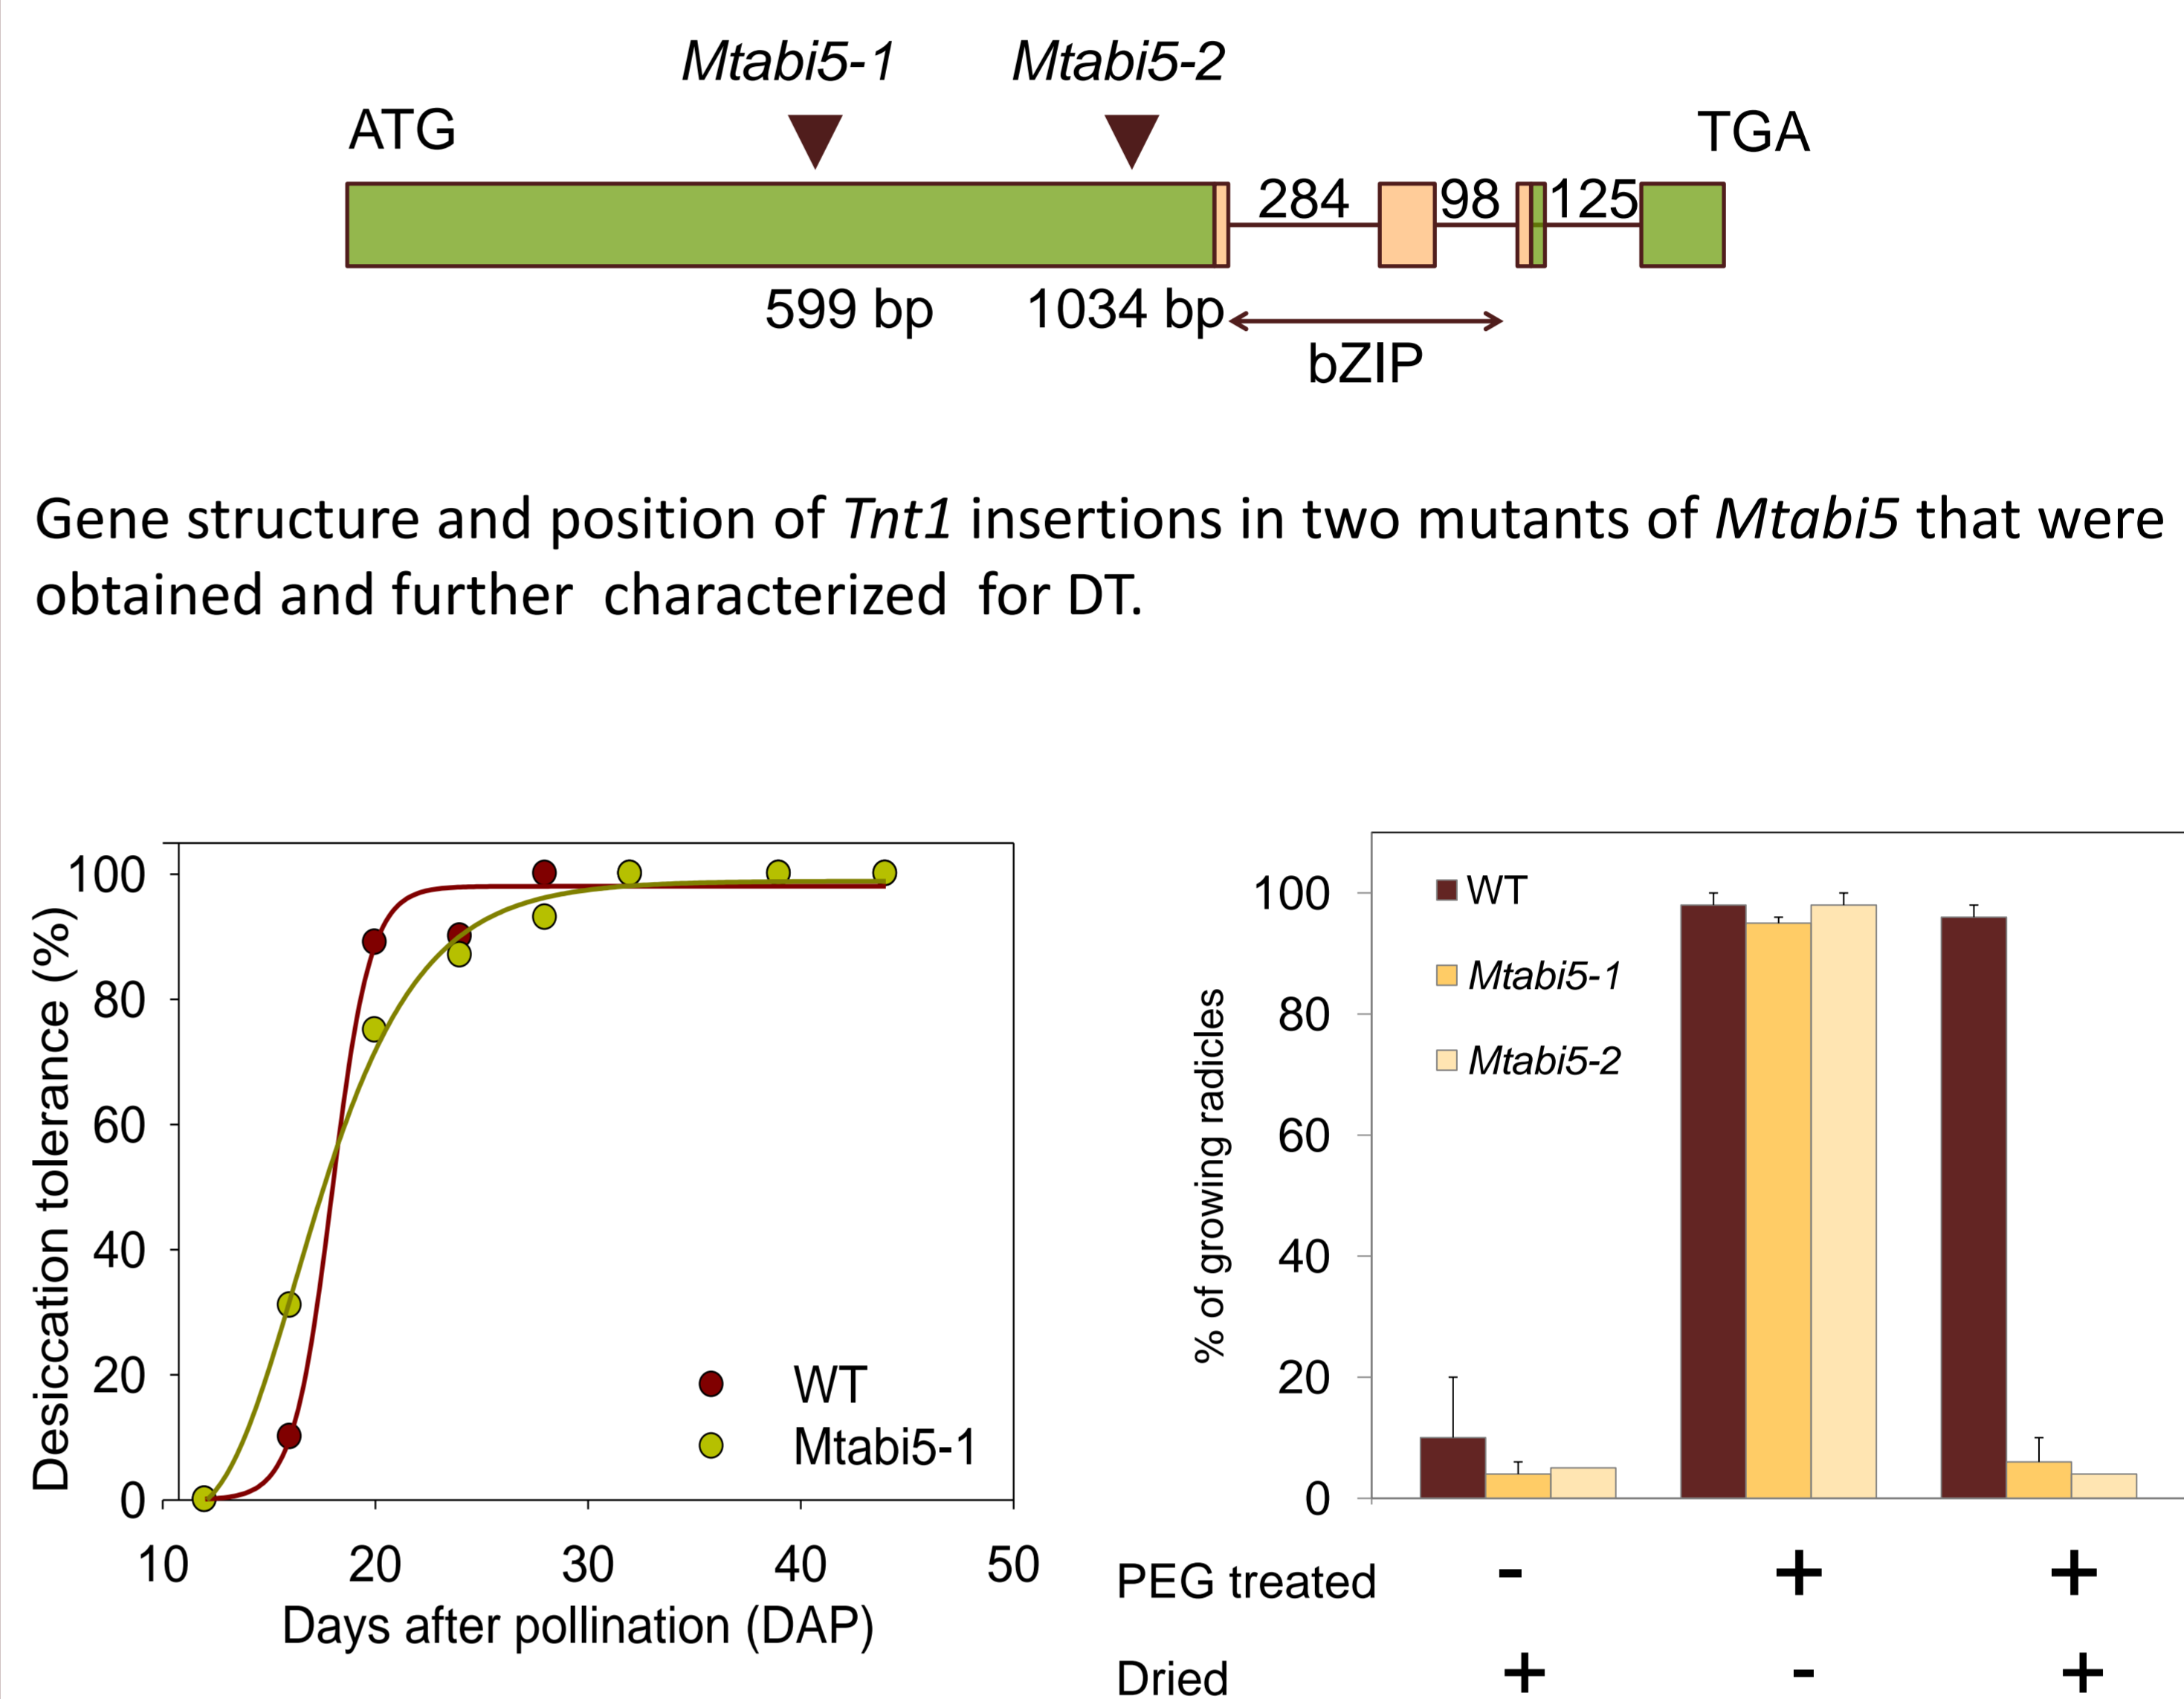 Mtabi5-1 Mtabi5-2
ATG TGA
284 98 125
599 bp 1034 bp
bZIP
Gene structure and position of Tnt1 insertions in two mutants of Mtabi5 that were
obtained and further characterized for DT.
Desiccation tolerance (%)
100
80
60
40
20
0
WT
Mtabi5-1
10 20 30 40 50
Days after pollination (DAP)
% of growing radicles
100
80
60
40
20
0
WT
Mtabi5-1
Mtabi5-2
PEG treated - + +
Dried + - +